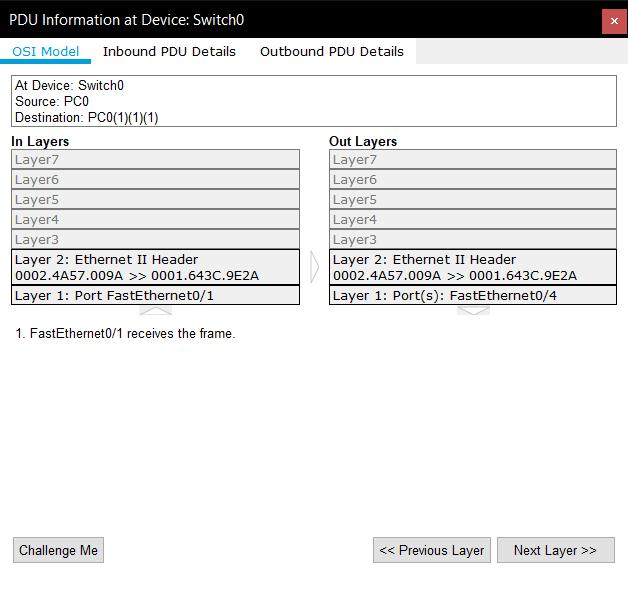 PDU Information at Device: Switch0
×
OSI Model Inbound PDU Details Outbound PDU Details
At Device: Switch0
Source: PC0
Destination: PC0(1)(1)(1)
In Layers
Layer7
Layer6
Layer5
Layer4
Layer3
Layer 2: Ethernet II Header
0002.4A57.009A >> 0001.643C.9E2A
Layer 1: Port FastEthernet0/1
Out Layers
Layer7
Layer6
Layer5
Layer4
Layer3
Layer 2: Ethernet II Header
0002.4A57.009A >> 0001.643C.9E2A
Layer 1: Port(s): FastEthernet0/4
1. FastEthernet0/1 receives the frame.
Challenge Me
<< Previous Layer
Next Layer >>